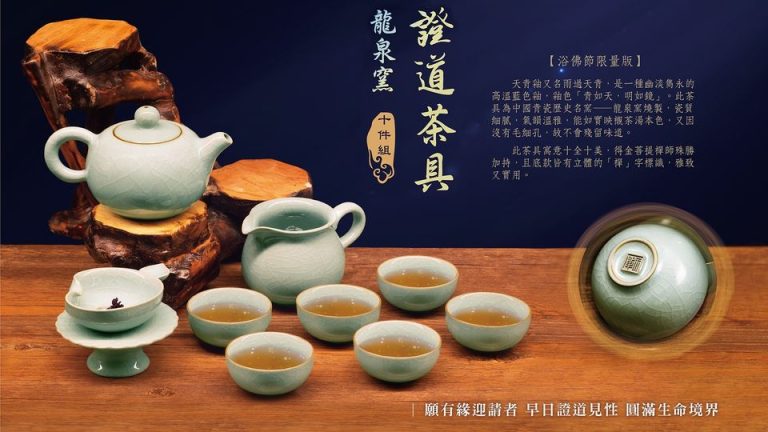 證道茶具
龍泉窯
十件組
【浴佛節限量版】
天青釉又名雨過天青，是一種幽淡雋永的
高溫藍色釉，釉色「青如天，明如鏡」。此茶
具為中國青瓷歷史名窯──龍泉窯燒製，瓷質
細膩，氣韻溫雅，能如實映襯茶湯本色，又因
沒有毛細孔，故不會殘留味道。
此茶具寓意十全十美，得金菩提禪師殊勝
加持，且底款皆有立體的「禪」字標識，雅致
又實用。
願有緣迎請者 早日證道見性 圓滿生命境界